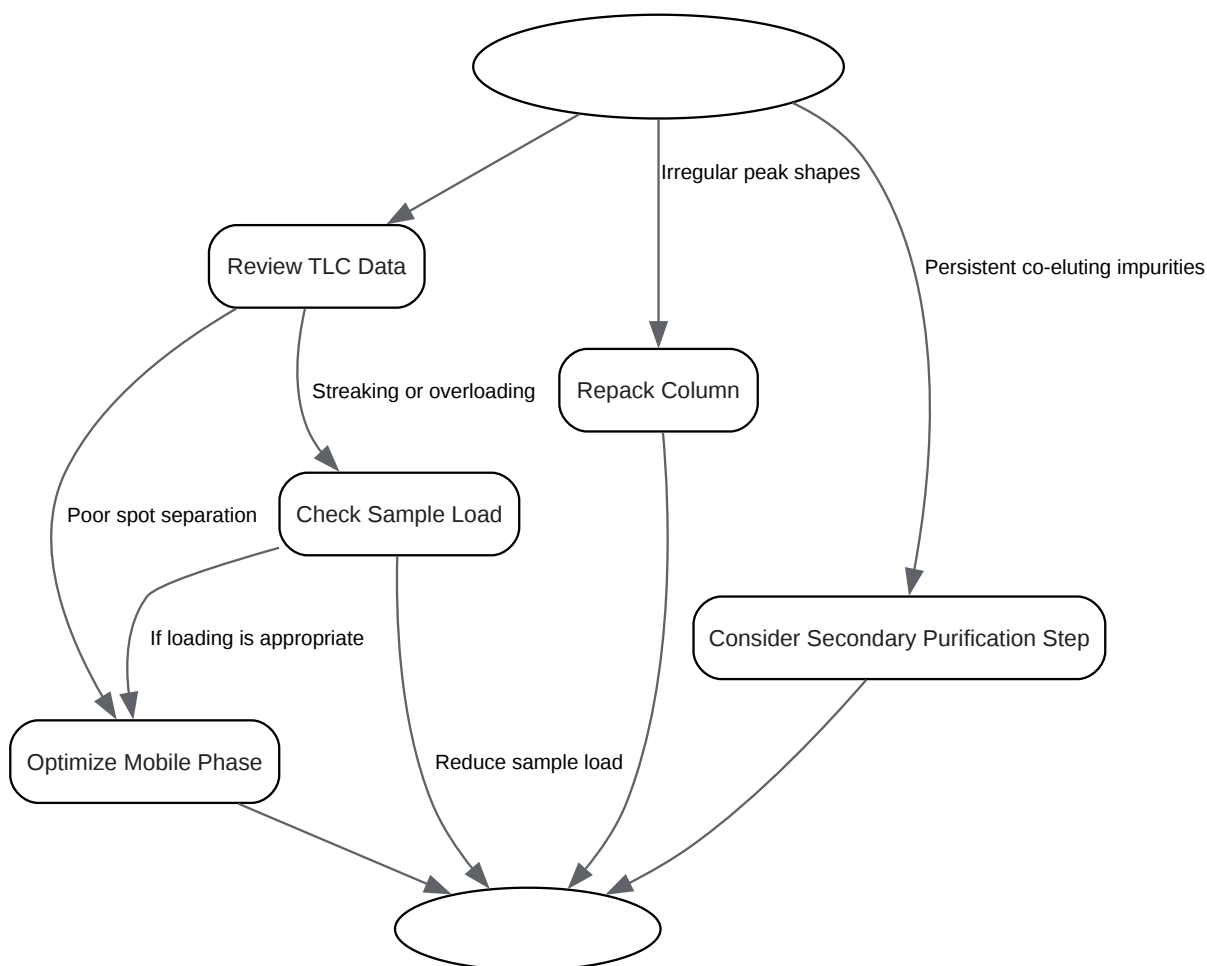 Irregular peak shapes
Review TLC Data
Persistent co-eluting impurities
Streaking or overloading
Repack Column
Poor spot separation
Check Sample Load
If loading is appropriate
Consider Secondary Purification Step
Optimize Mobile Phase
Reduce sample load